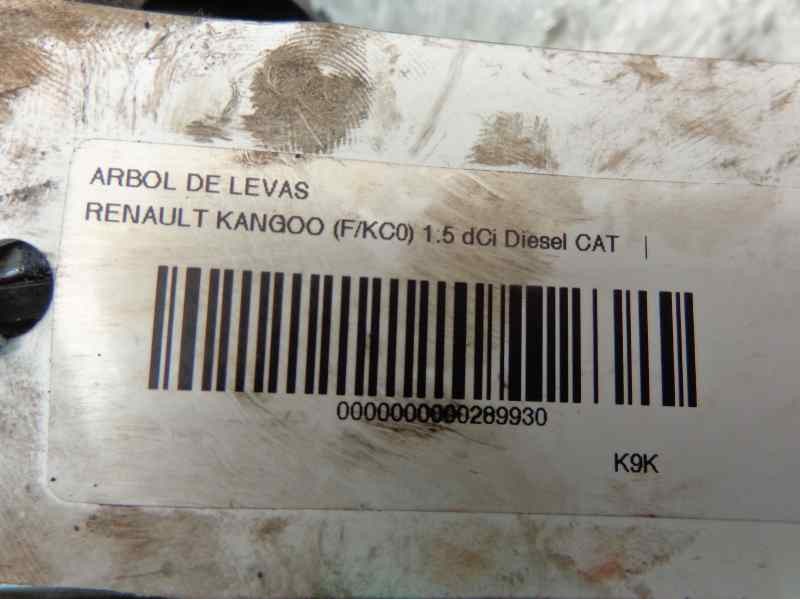 ARBOL DE LEVAS
RENAULT KANGOO (F/KC0) 1.5 dCi Diesel CAT |
0000000000289930
K9K